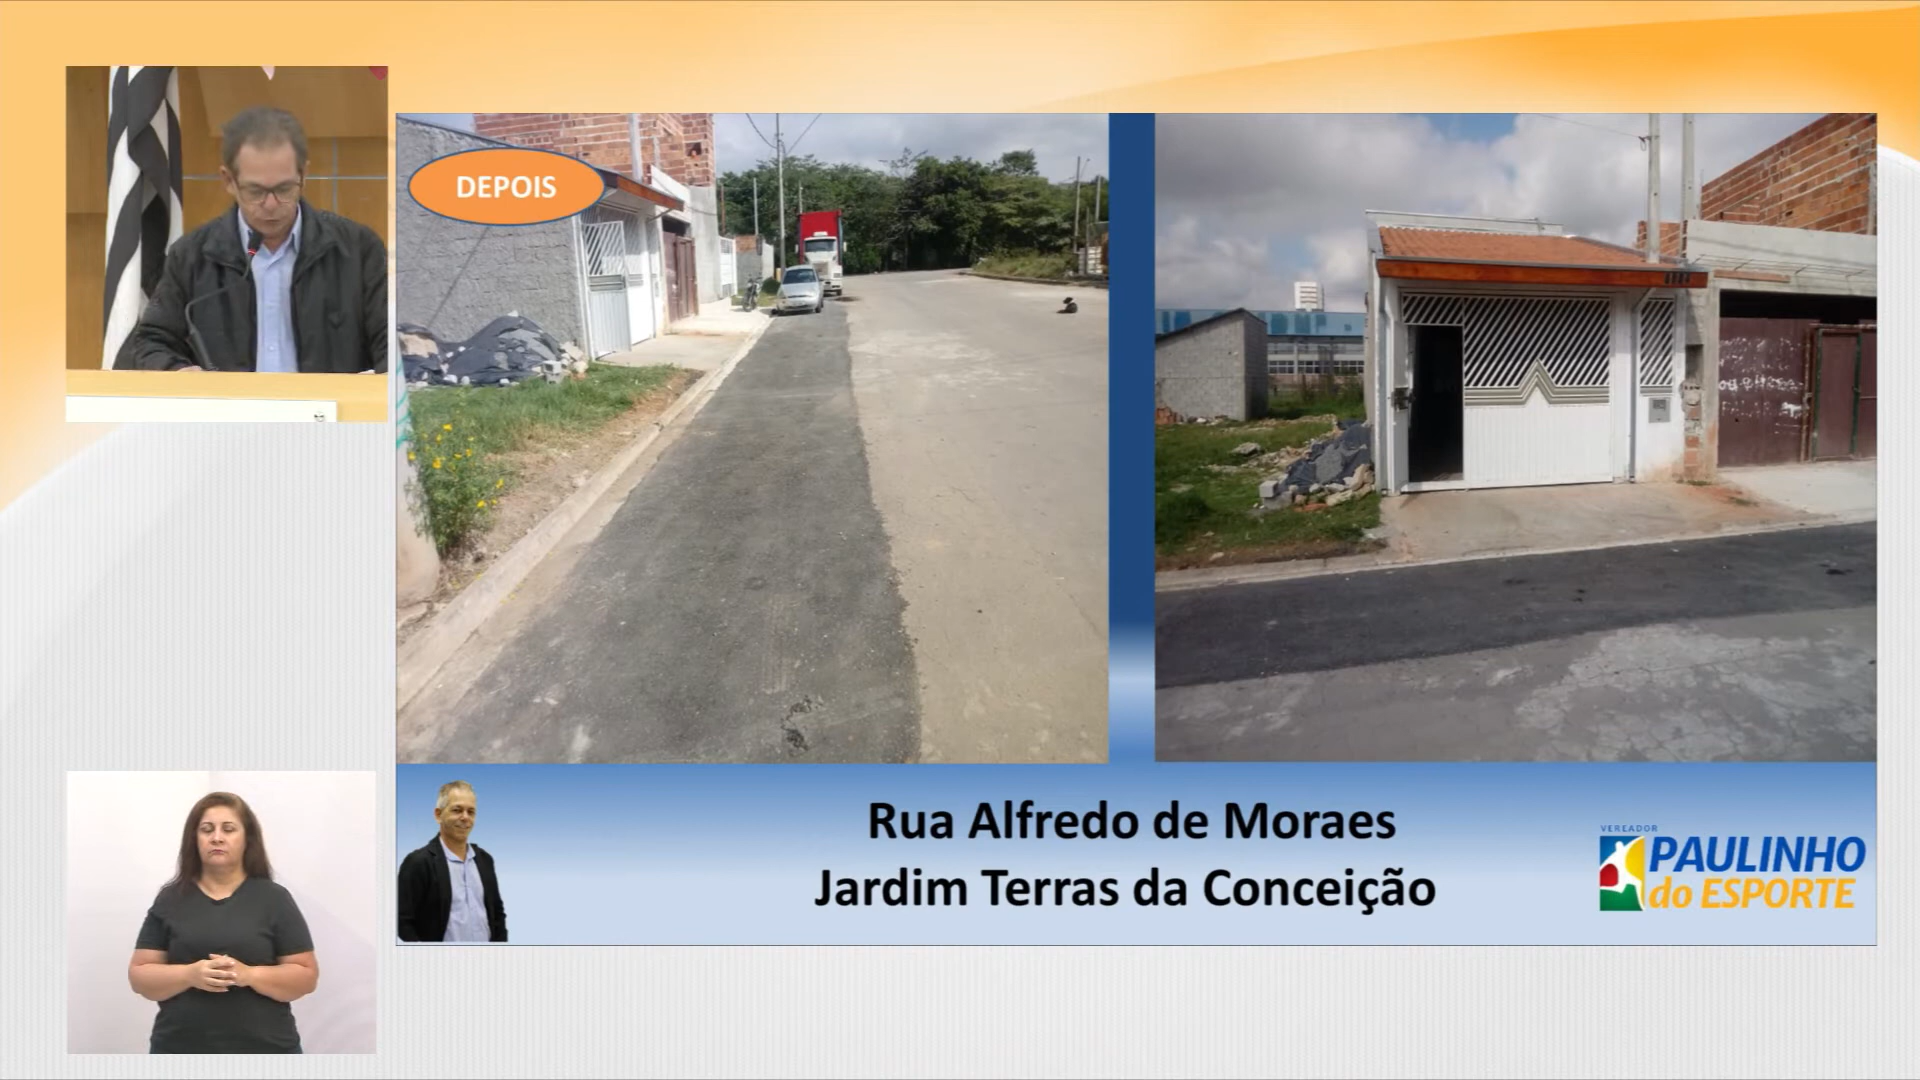 DEPOIS
Rua Alfredo de Moraes
Jardim Terras da Conceição
VEREADOR
PAULINHO
do ESPORTE